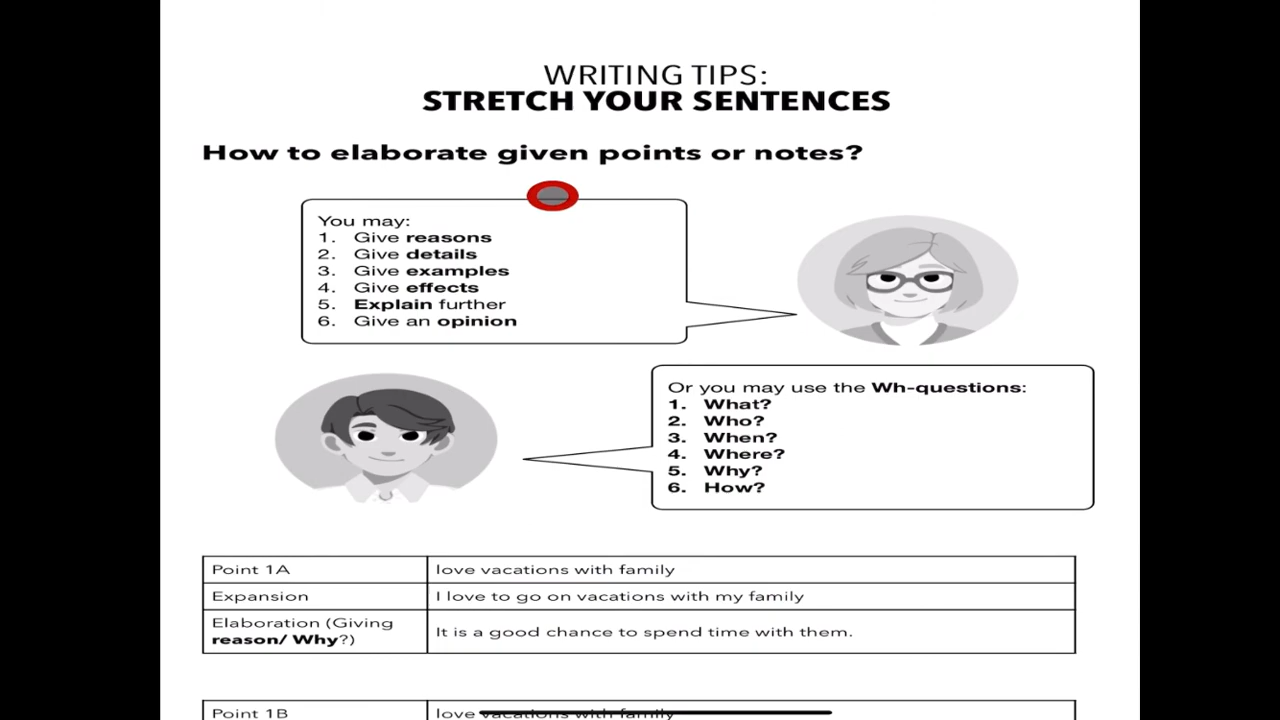 WRITING TIPS:
STRETCH YOUR SENTENCES
How to elaborate given points or notes?
You may:
1. Give reasons
2. Give details
3. Give examples
4. Give effects
5. Explain further
6. Give an opinion
Or you may use the Wh-questions:
1. What?
2. Who?
3. When?
4. Where?
5. Why?
6. How?
Point 1A love vacations with family
Expansion I love to go on vacations with my family
Elaboration (Giving
reason/ Why?) It is a good chance to spend time with them.
Point 1B love vacations with family